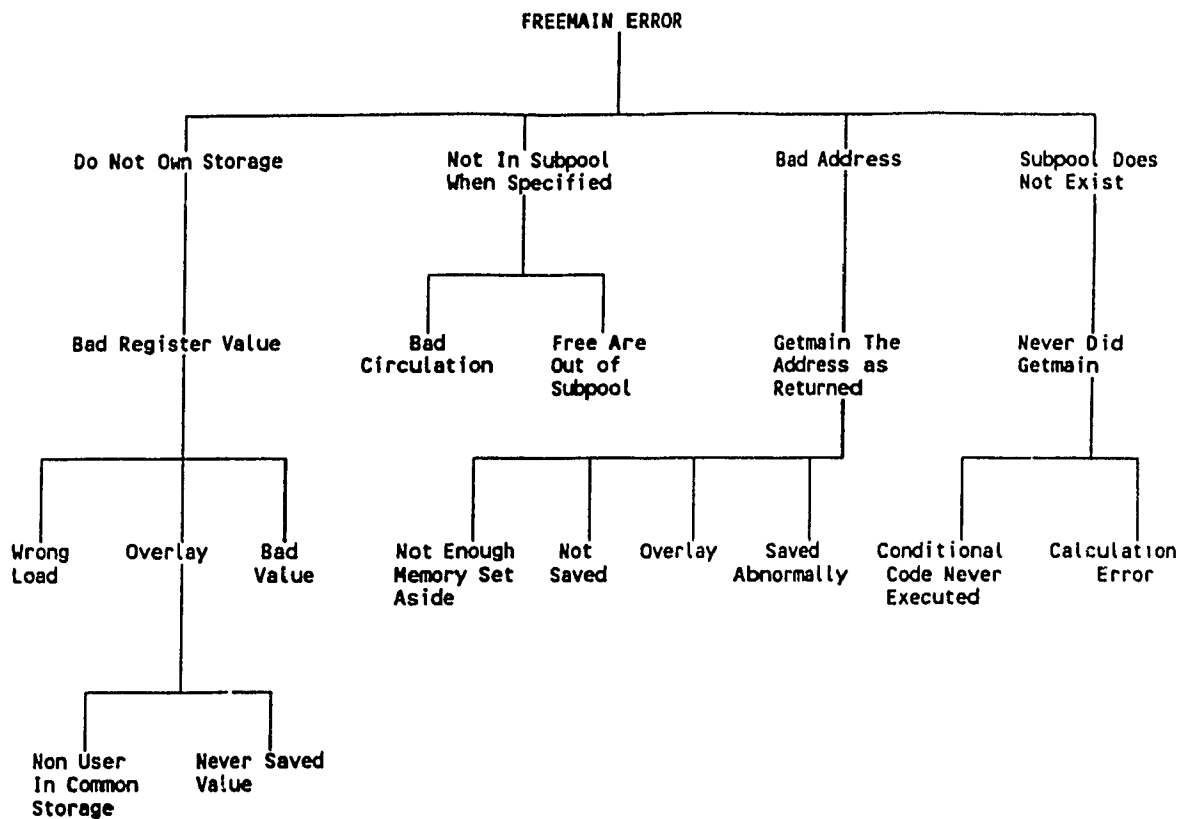 FREEMAIN ERROR
Do Not Own Storage
Not In Subpool
When Specified
Bad Address
Subpool Does
Not Exist
Bad Register Value
Bad
Circulation
Free Are
Out of
Subpool
Getmain The
Address as
Returned
Never Did
Getmain
Wrong
Load
Overlay
Bad
Value
Not Enough
Memory Set
Aside
Not
Saved
Overlay
Saved
Abnormally
Conditional
Code Never
Executed
Calculation
Error
Non User
In Common
Storage
Never Saved
Value